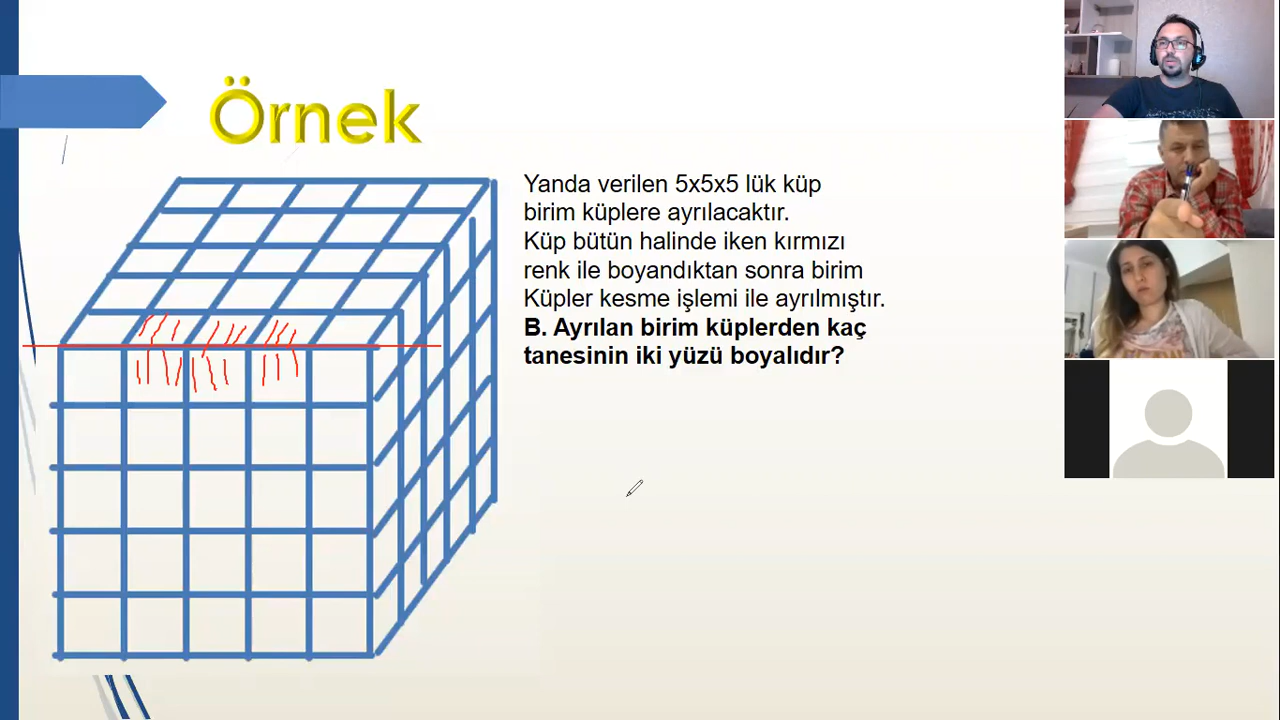 Örnek
Yanda verilen 5x5x5 lük küp
birim küplere ayrılacaktır.
Küp bütün halinde iken kırmızı
renk ile boyandıktan sonra birim
Küpler kesme işlemi ile ayrılmıştır.
B. Ayrılan birim küplerden kaç
tanesinin iki yüzü boyalıdır?